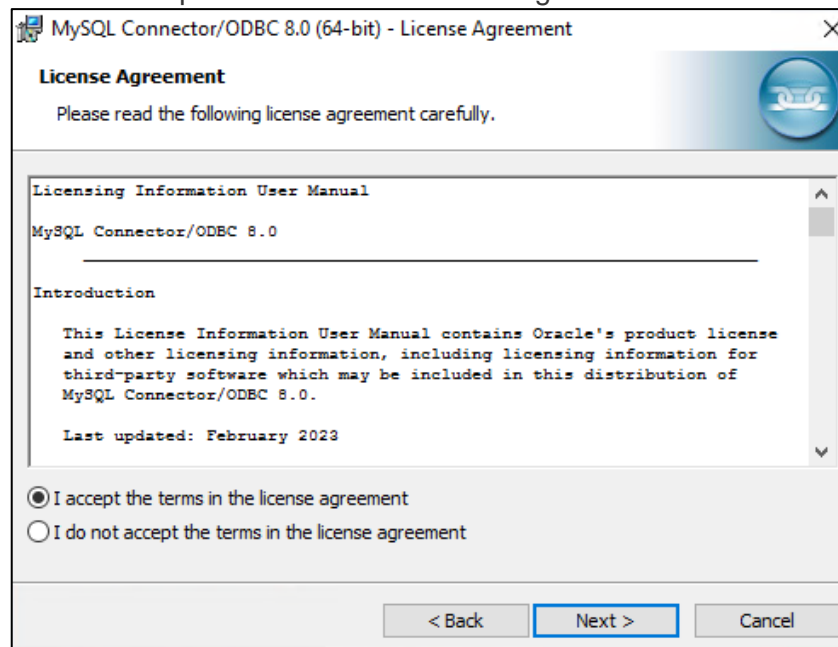 MySQL Connector/ODBC 8.0 (64-bit) - License Agreement
License Agreement
Please read the following license agreement carefully.
Licensing Information User Manual
MySQL Connector/ODBC 8.0
Introduction
This License Information User Manual contains Oracle's product license
and other licensing information, including licensing information for
third-party software which may be included in this distribution of
MySQL Connector/ODBC 8.0.
Last updated: February 2023
I accept the terms in the license agreement
I do not accept the terms in the license agreement
< Back Next > Cancel